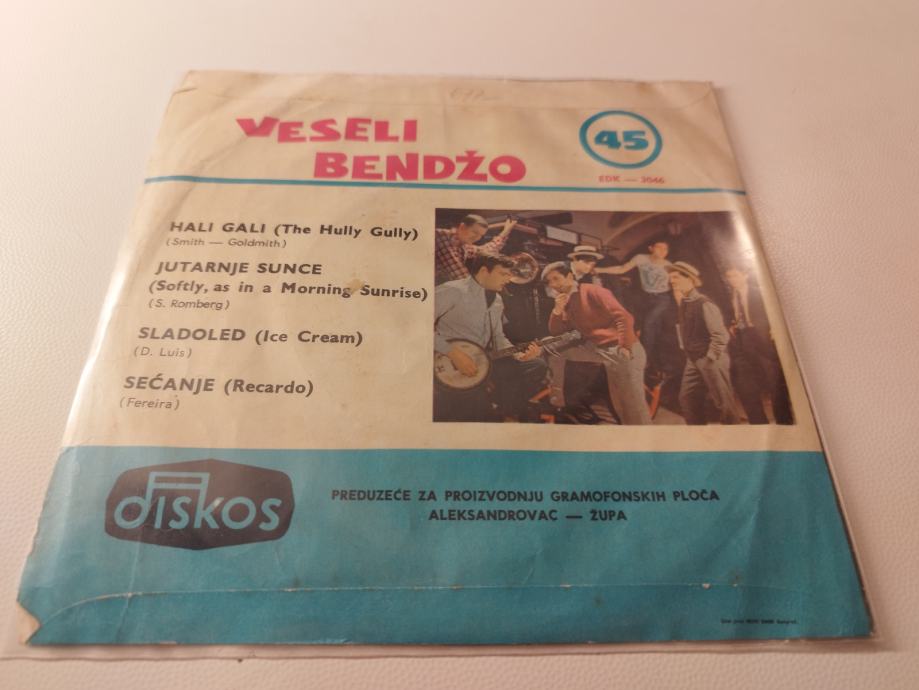 VESELI
BENDŽO
45
EDK — 3046
HALI GALI (The Hully Gully)
(Smith — Goldmith)
JUTARNJE SUNCE
(Softly, as in a Morning Sunrise)
(S. Romberg)
SLADOLED (Ice Cream)
(D. Luis)
SEĆANJE (Recardo)
(Fereira)
diskos
PREDUZEĆE ZA PROIZVODNJU GRAMOFONSKIH PLOČA
ALEKSANDROVAC — ŽUPA